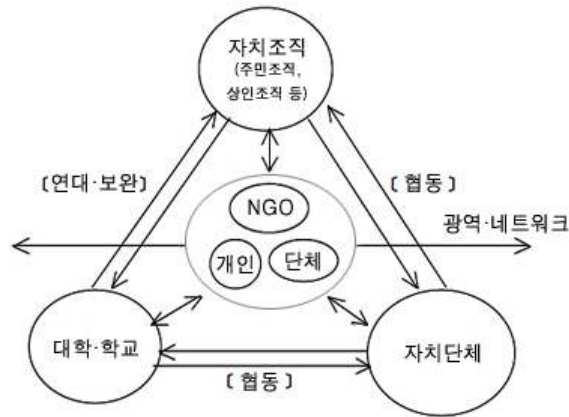 자치조직
(주민조직,
상인조직 등)
[연대·보완]
[협동]
NGO
광역·네트워크
개인
단체
대학·학교
자치단체
[협동]